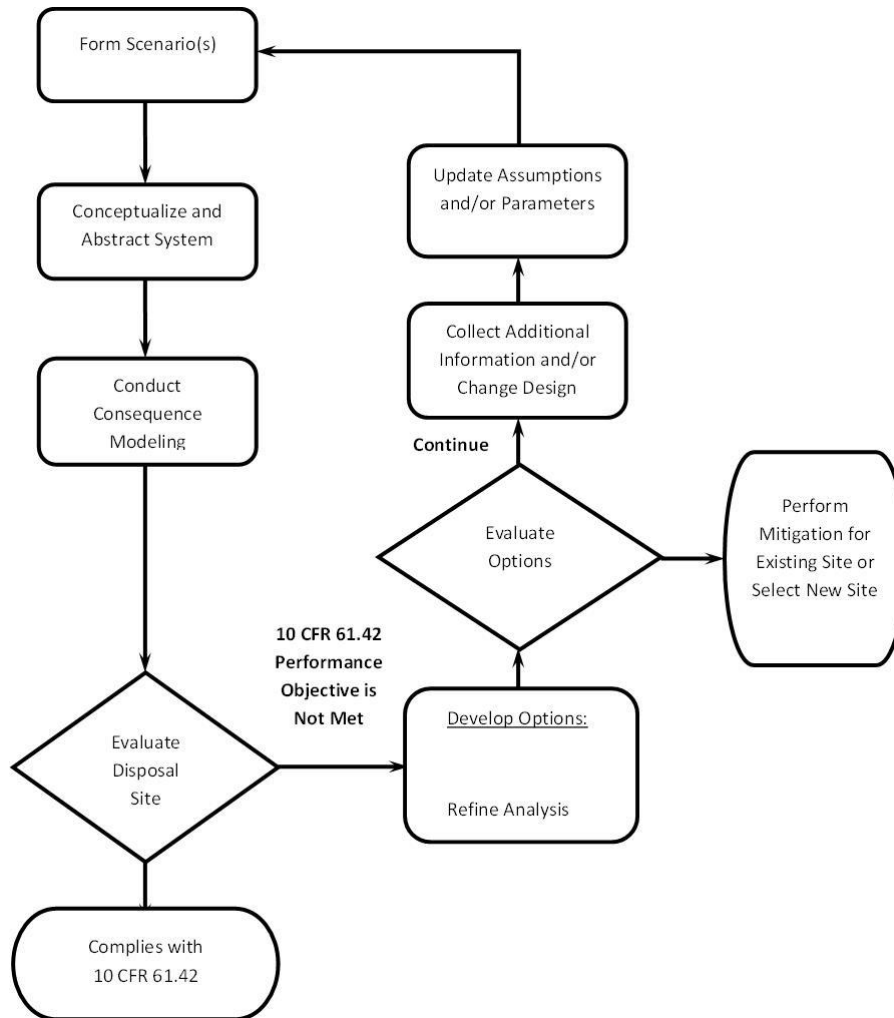 Form Scenario(s)
Conceptualize and
Abstract System
Conduct
Consequence
Modeling
Evaluate
Disposal
Site
Complies with
10 CFR 61.42
10 CFR 61.42
Performance
Objective is
Not Met
Develop Options:
Refine Analysis
Evaluate
Options
Continue
Collect Additional
Information and/or
Change Design
Update Assumptions
and/or Parameters
Perform
Mitigation for
Existing Site or
Select New Site